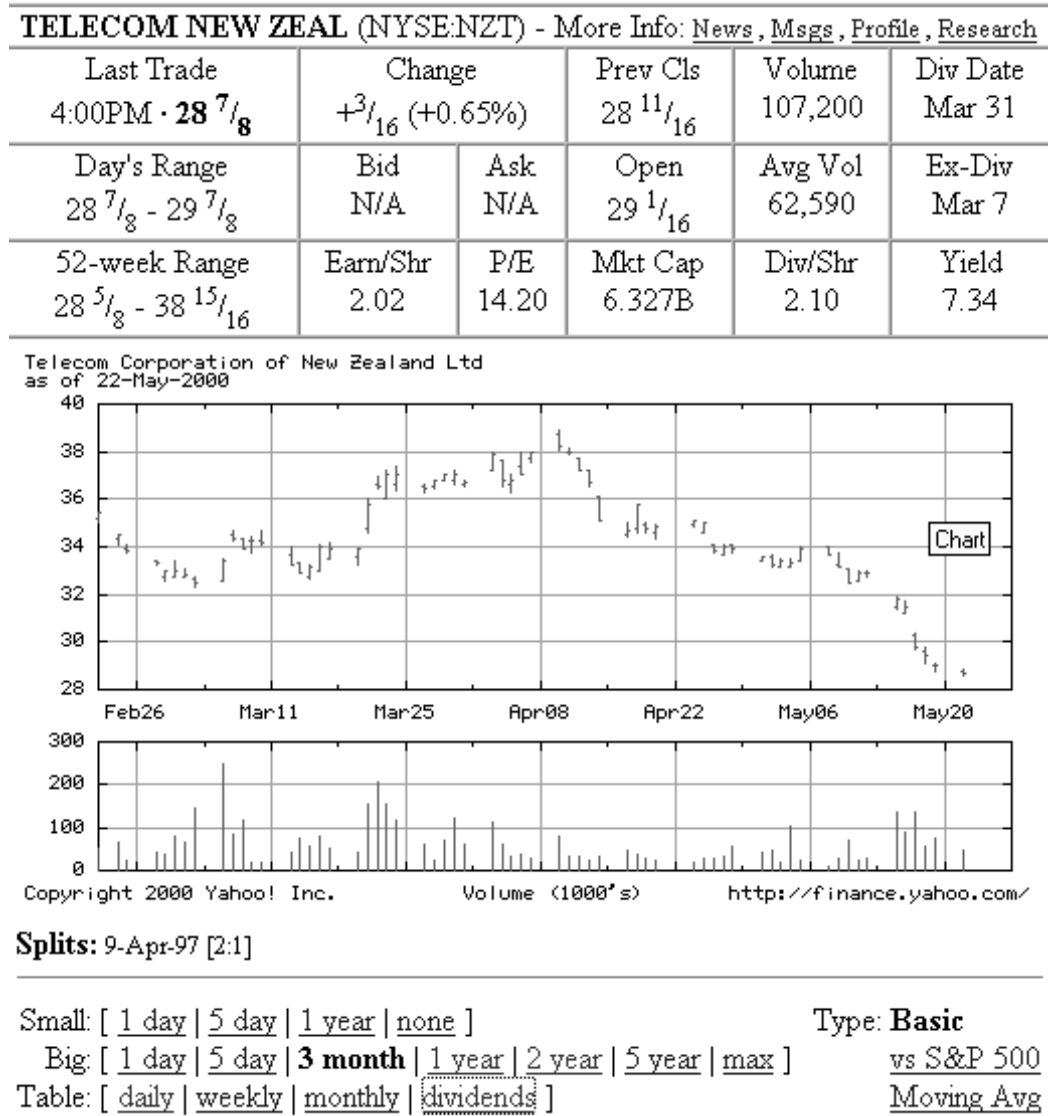 TELECOM NEW ZEAL (NYSE:NZT) - More Info: News , Msgs , Profile , Research
Last Trade Change Prev Cls Volume Div Date
4:00PM · 28 7/8 +3/16 (+0.65%) 28 11/16 107,200 Mar 31
Day's Range Bid Ask Open Avg Vol Ex-Div
28 7/8 - 29 7/8 N/A N/A 29 1/16 62,590 Mar 7
52-week Range Earn/Shr P/E Mkt Cap Div/Shr Yield
28 5/8 - 38 15/16 2.02 14.20 6.327B 2.10 7.34
Telecom Corporation of New Zealand Ltd
as of 22-May-2000
40
38
36
34
Chart
32
30
28
Feb26 Mar11 Mar25 Apr08 Apr22 May06 May20
300
200
100
0
Copyright 2000 Yahoo! Inc. Volume (1000's) http://finance.yahoo.com/
Splits: 9-Apr-97 [2:1]
Small: [ 1 day | 5 day | 1 year | none ] Type: Basic
Big: [ 1 day | 5 day | 3 month | 1 year | 2 year | 5 year | max ] vs S&P 500
Table: [ daily | weekly | monthly | dividends ] Moving Avg